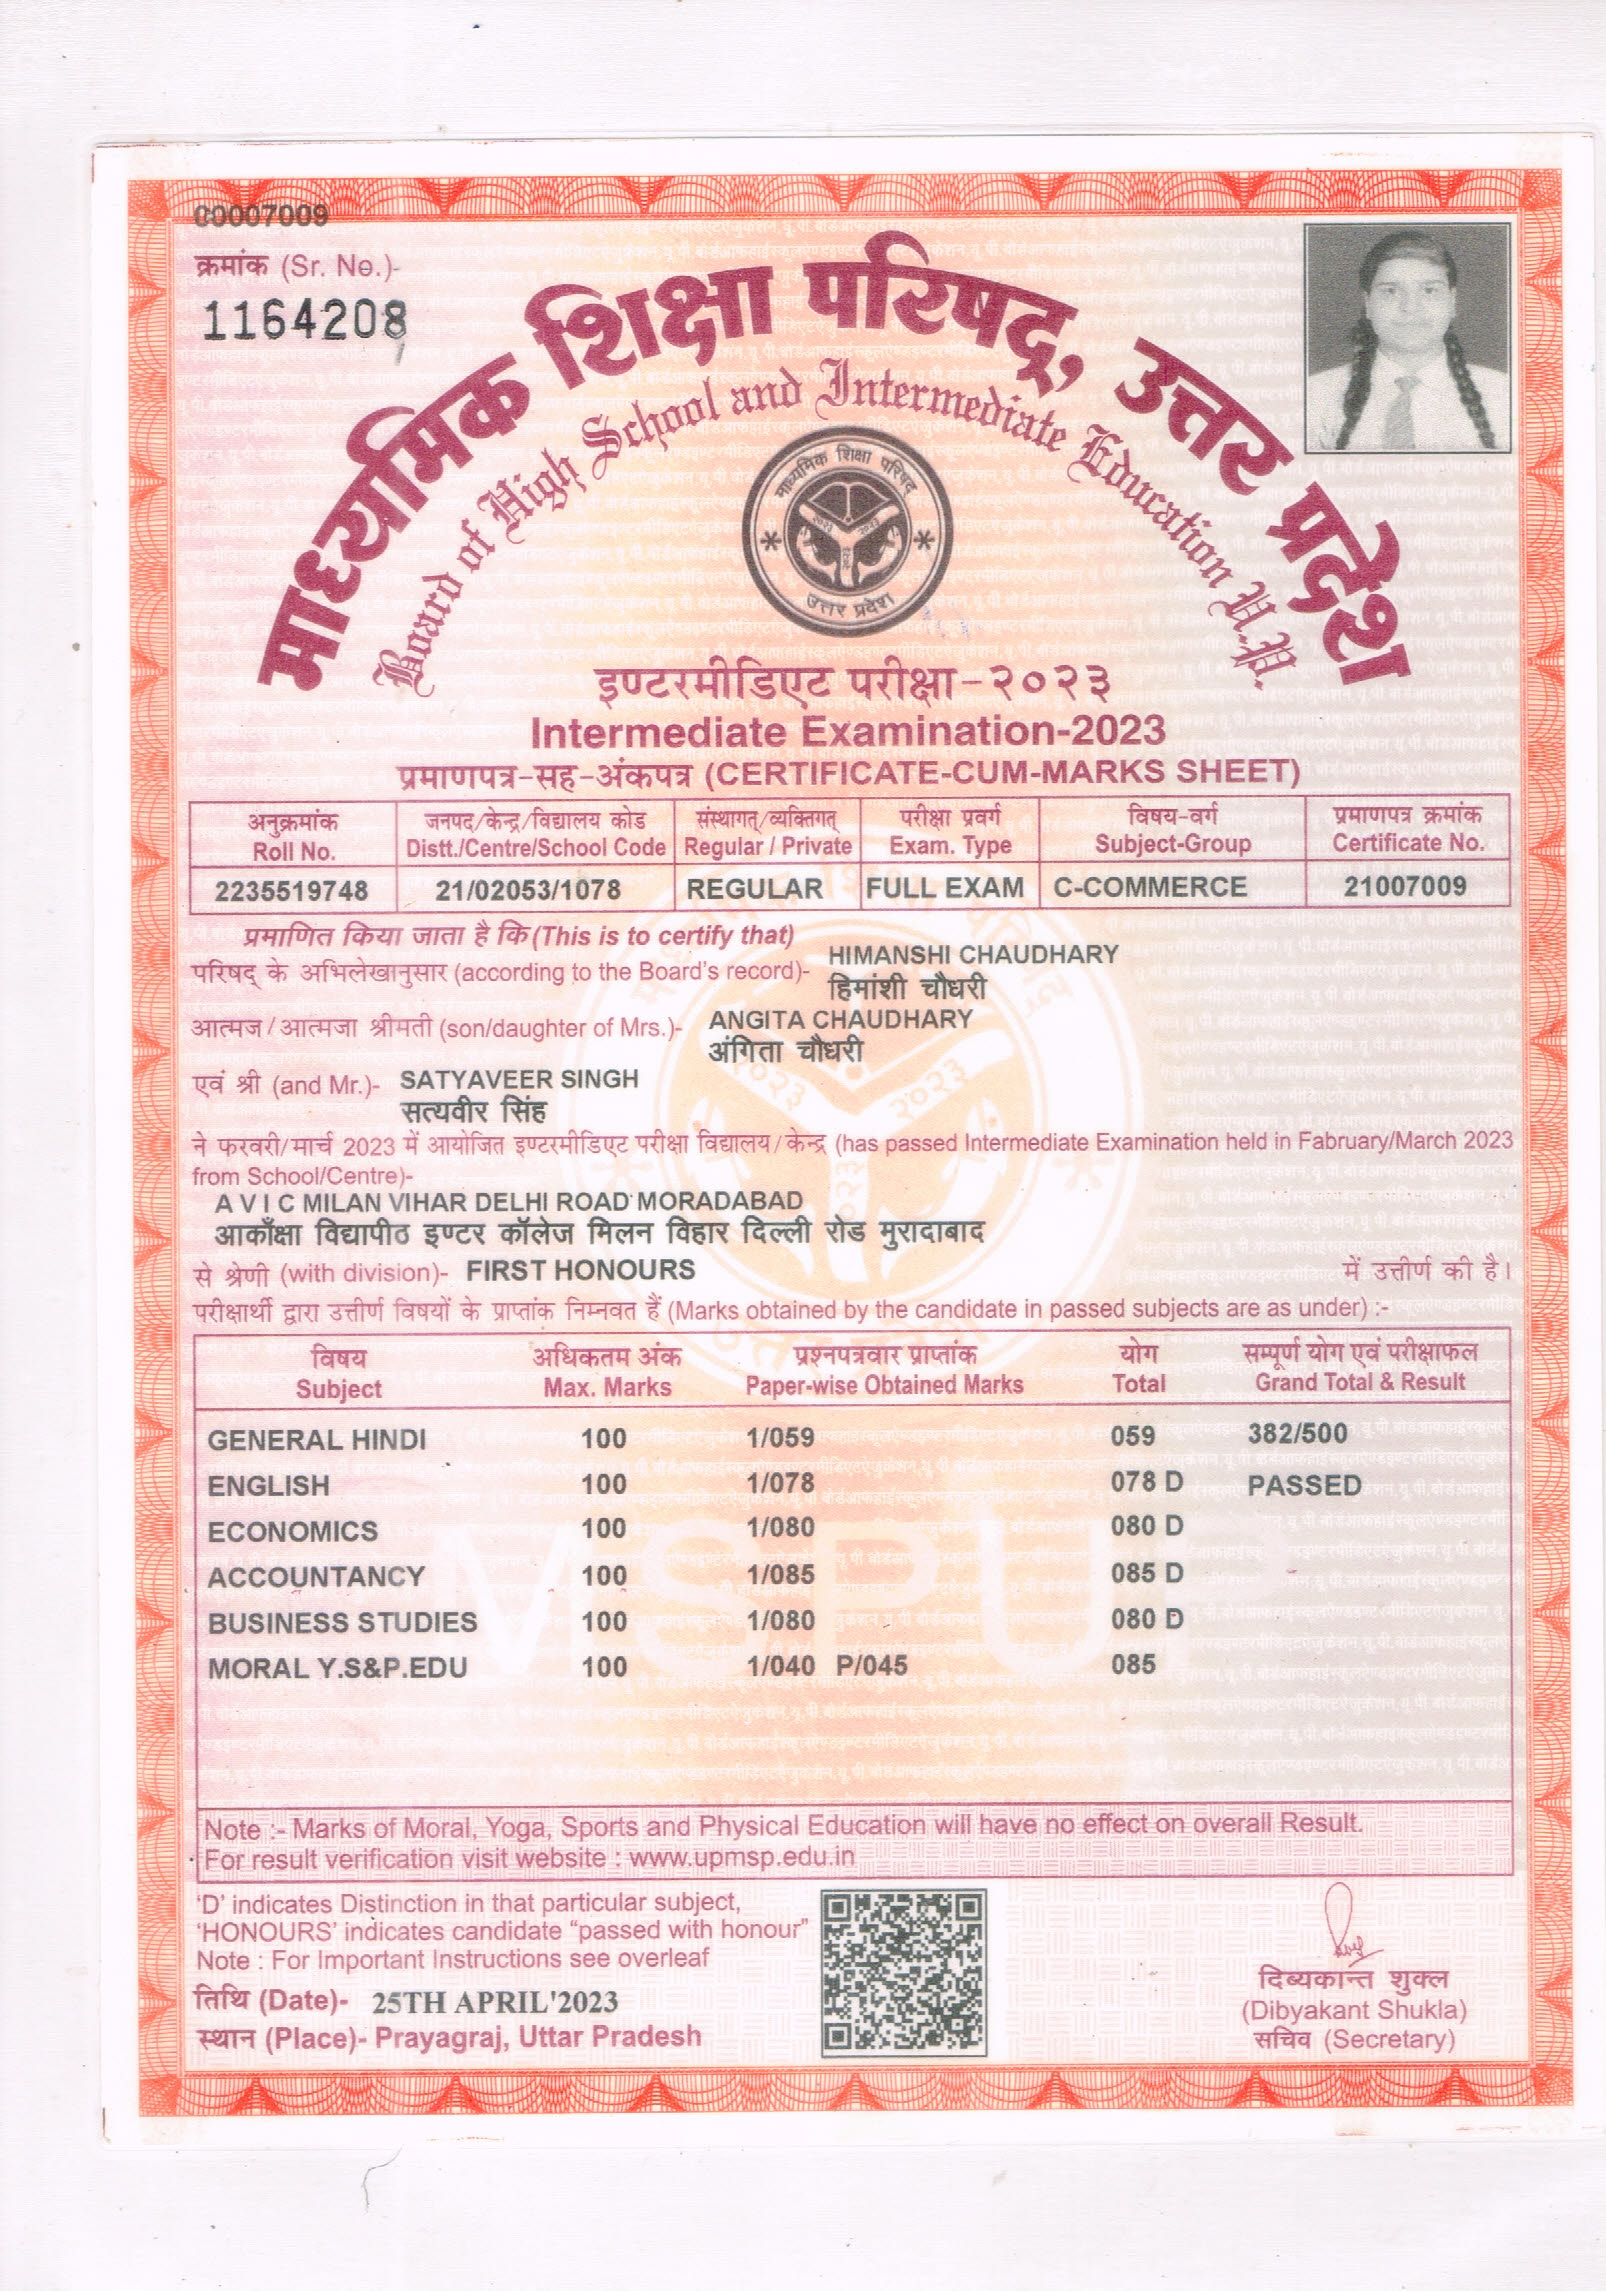 00007009
क्रमांक (Sr. No.)-
1164208
माध्यमिक शिक्षा परिषद्, उत्तर प्रदेश
Board of High School and Intermediate Education U.P.
माध्यमिक शिक्षा परिषद्
२०२३ २०२३
उत्तर प्रदेश
इण्टरमीडिएट परीक्षा-२०२३
Intermediate Examination-2023
प्रमाणपत्र-सह-अंकपत्र (CERTIFICATE-CUM-MARKS SHEET)
अनुक्रमांक जनपद/केन्द्र/विद्यालय कोड संस्थागत्/व्यक्तिगत् परीक्षा प्रवर्ग विषय-वर्ग प्रमाणपत्र क्रमांक
Roll No. Distt./Centre/School Code Regular / Private Exam. Type Subject-Group Certificate No.
2235519748 21/02053/1078 REGULAR FULL EXAM C-COMMERCE 21007009
प्रमाणित किया जाता है कि (This is to certify that)
परिषद् के अभिलेखानुसार (according to the Board's record)- HIMANSHI CHAUDHARY
हिमांशी चौधरी
आत्मज/आत्मजा श्रीमती (son/daughter of Mrs.)- ANGITA CHAUDHARY
अंगिता चौधरी
एवं श्री (and Mr.)- SATYAVEER SINGH
सत्यवीर सिंह
ने फरवरी/मार्च 2023 में आयोजित इण्टरमीडिएट परीक्षा विद्यालय/केन्द्र (has passed Intermediate Examination held in Fabruary/March 2023
from School/Centre)-
A V I C MILAN VIHAR DELHI ROAD MORADABAD
आकाँक्षा विद्यापीठ इण्टर कॉलेज मिलन विहार दिल्ली रोड मुरादाबाद
से श्रेणी (with division)- FIRST HONOURS में उत्तीर्ण की है।
परीक्षार्थी द्वारा उत्तीर्ण विषयों के प्राप्तांक निम्नवत हैं (Marks obtained by the candidate in passed subjects are as under) :-
विषय अधिकतम अंक प्रश्नपत्रवार प्राप्तांक योग सम्पूर्ण योग एवं परीक्षाफल
Subject Max. Marks Paper-wise Obtained Marks Total Grand Total & Result
GENERAL HINDI 100 1/059 059 382/500
ENGLISH 100 1/078 078 D PASSED
ECONOMICS 100 1/080 080 D
ACCOUNTANCY 100 1/085 085 D
BUSINESS STUDIES 100 1/080 080 D
MORAL Y.S&P.EDU 100 1/040 P/045 085
Note :- Marks of Moral, Yoga, Sports and Physical Education will have no effect on overall Result.
For result verification visit website : www.upmsp.edu.in
'D' indicates Distinction in that particular subject,
'HONOURS' indicates candidate "passed with honour"
Note : For Important Instructions see overleaf
तिथि (Date)- 25TH APRIL'2023
स्थान (Place)- Prayagraj, Uttar Pradesh
दिब्यकान्त शुक्ल
(Dibyakant Shukla)
सचिव (Secretary)